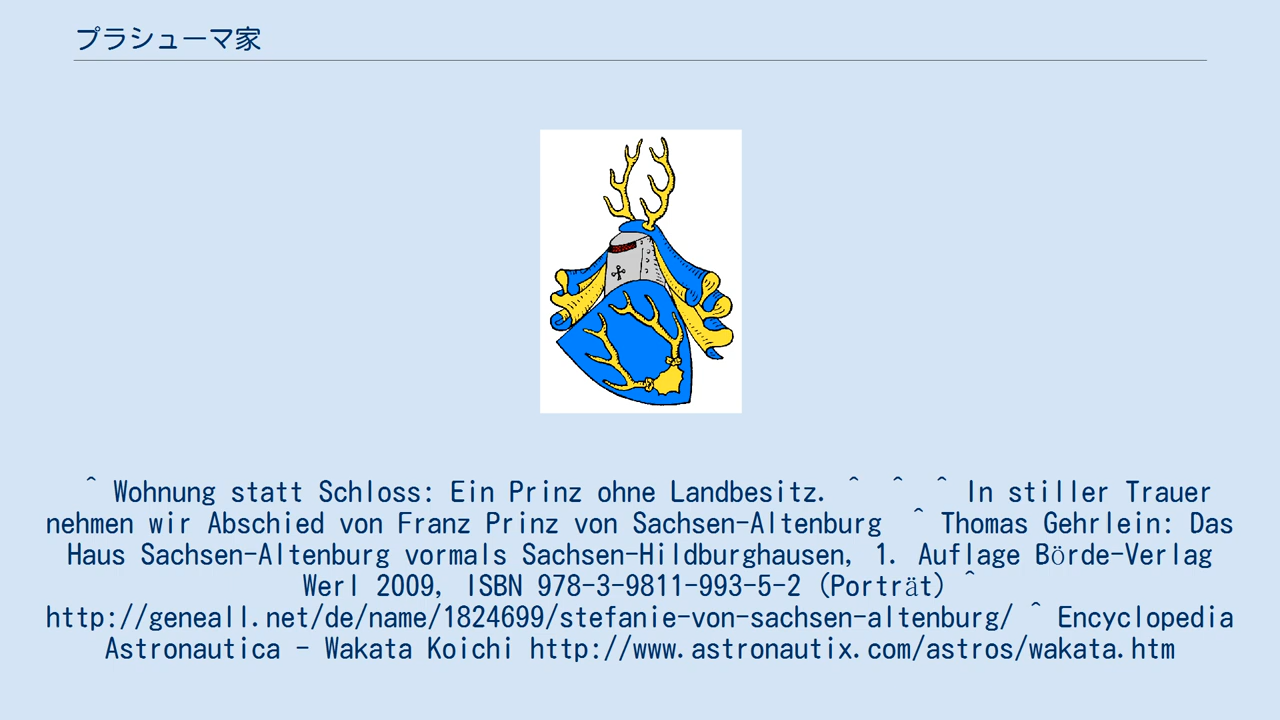 プラシューマ家
^ Wohnung statt Schloss: Ein Prinz ohne Landbesitz. ^ ^ ^ In stiller Trauer
nehmen wir Abschied von Franz Prinz von Sachsen-Altenburg ^ Thomas Gehrlein: Das
Haus Sachsen-Altenburg vormals Sachsen-Hildburghausen, 1. Auflage Börde-Verlag
Werl 2009, ISBN 978-3-9811-993-5-2 (Porträt) ^
http://geneall.net/de/name/1824699/stefanie-von-sachsen-altenburg/ ^ Encyclopedia
Astronautica - Wakata Koichi http://www.astronautix.com/astros/wakata.htm